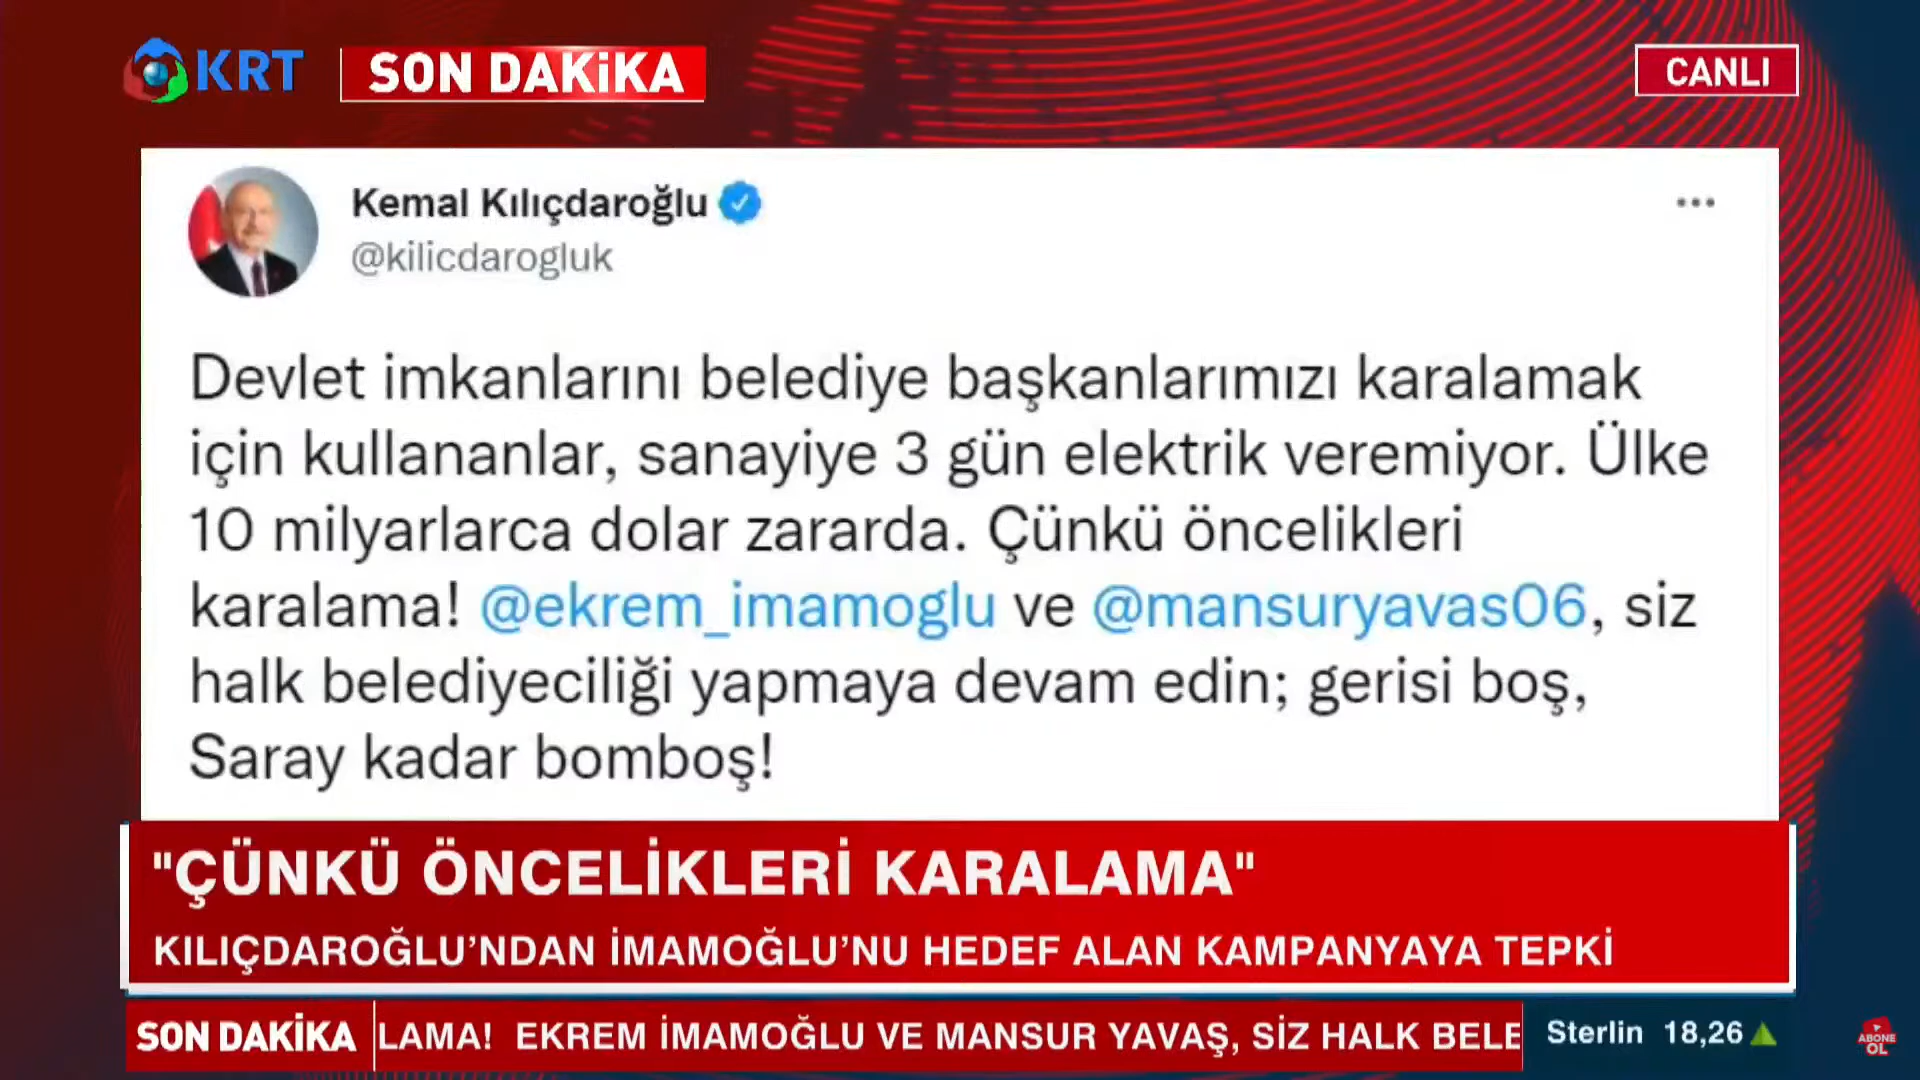 KRT
SON DAKİKA
CANLI
Kemal Kılıçdaroğlu
@kilicdarogluk
Devlet imkanlarını belediye başkanlarımızı karalamak
için kullananlar, sanayiye 3 gün elektrik veremiyor. Ülke
10 milyarlarca dolar zararda. Çünkü öncelikleri
karalama! @ekrem_imamoglu ve @mansuryavas06, siz
halk belediyeciliği yapmaya devam edin; gerisi boş,
Saray kadar bomboş!
"ÇÜNKÜ ÖNCELİKLERİ KARALAMA"
KILIÇDAROĞLU'NDAN İMAMOĞLU'NU HEDEF ALAN KAMPANYAYA TEPKİ
SON DAKİKA LAMA! EKREM İMAMOĞLU VE MANSUR YAVAŞ, SİZ HALK BELE
Sterlin 18,26
ABONE
OL